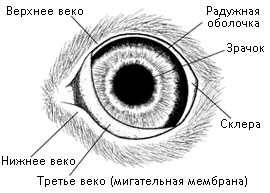 Верхнее веко
Радужная
оболочка
Зрачок
Склера
Нижнее веко
Третье веко (мигательная мембрана)